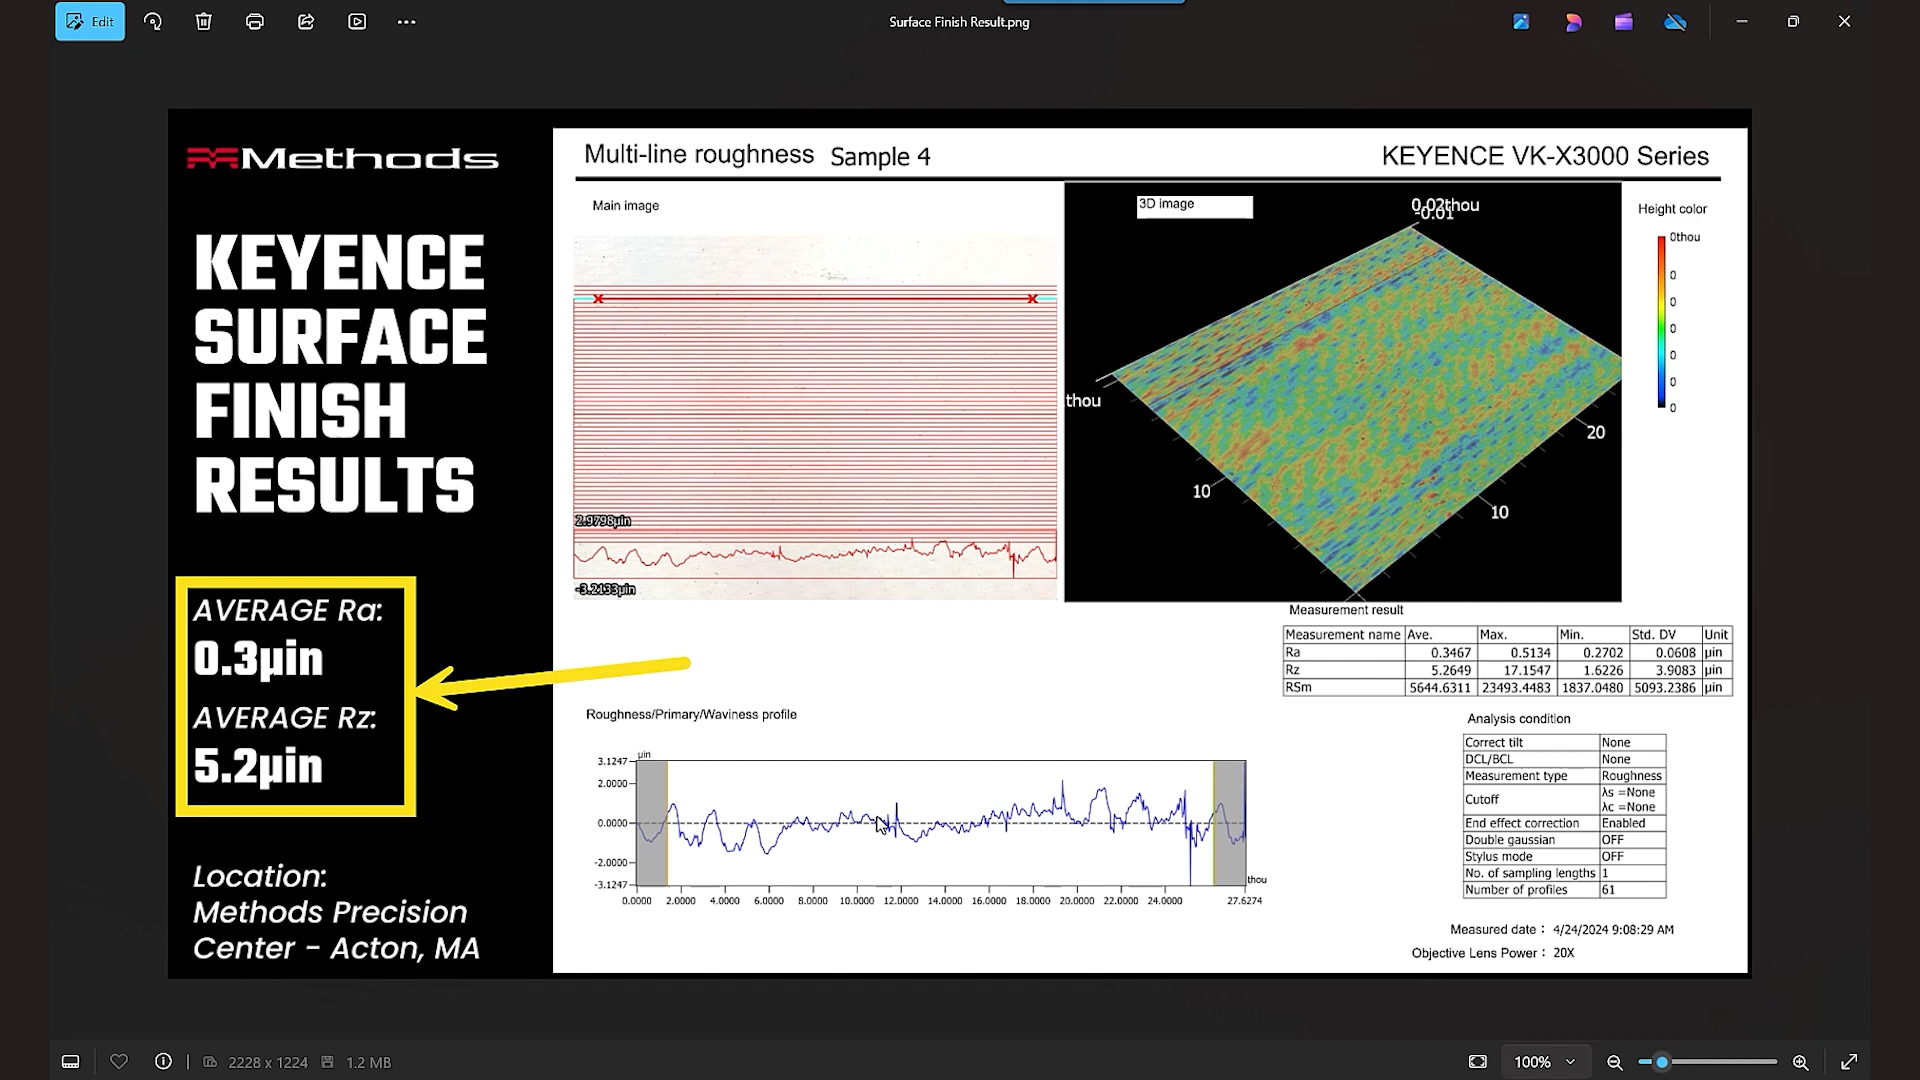 Edit
Surface Finish Result.png
Methods
KEYENCE
SURFACE
FINISH
RESULTS
AVERAGE Ra:
0.3µin
AVERAGE Rz:
5.2µin
Location:
Methods Precision
Center - Acton, MA
Multi-line roughness Sample 4
KEYENCE VK-X3000 Series
Main image
2.9798µin
-3.2133µin
3D image
0.02thou
-0.01
thou
10
10
20
Height color
0thou
0
0
0
0
0
0
Measurement result
Measurement name Ave. Max. Min. Std. DV Unit
Ra 0.3467 0.5134 0.2702 0.0608 µin
Rz 5.2649 17.1547 1.6226 3.9083 µin
RSm 5644.6311 23493.4483 1837.0480 5093.2386 µin
Roughness/Primary/Waviness profile
µin
3.1247
2.0000
0.0000
-2.0000
-3.1247
thou
0.0000 2.0000 4.0000 6.0000 8.0000 10.0000 12.0000 14.0000 16.0000 18.0000 20.0000 22.0000 24.0000 27.6274
Analysis condition
Correct tilt None
DCL/BCL None
Measurement type Roughness
Cutoff λs =None
λc =None
End effect correction Enabled
Double gaussian OFF
Stylus mode OFF
No. of sampling lengths 1
Number of profiles 61
Measured date : 4/24/2024 9:08:29 AM
Objective Lens Power : 20X
2228 x 1224 1.2 MB
100%